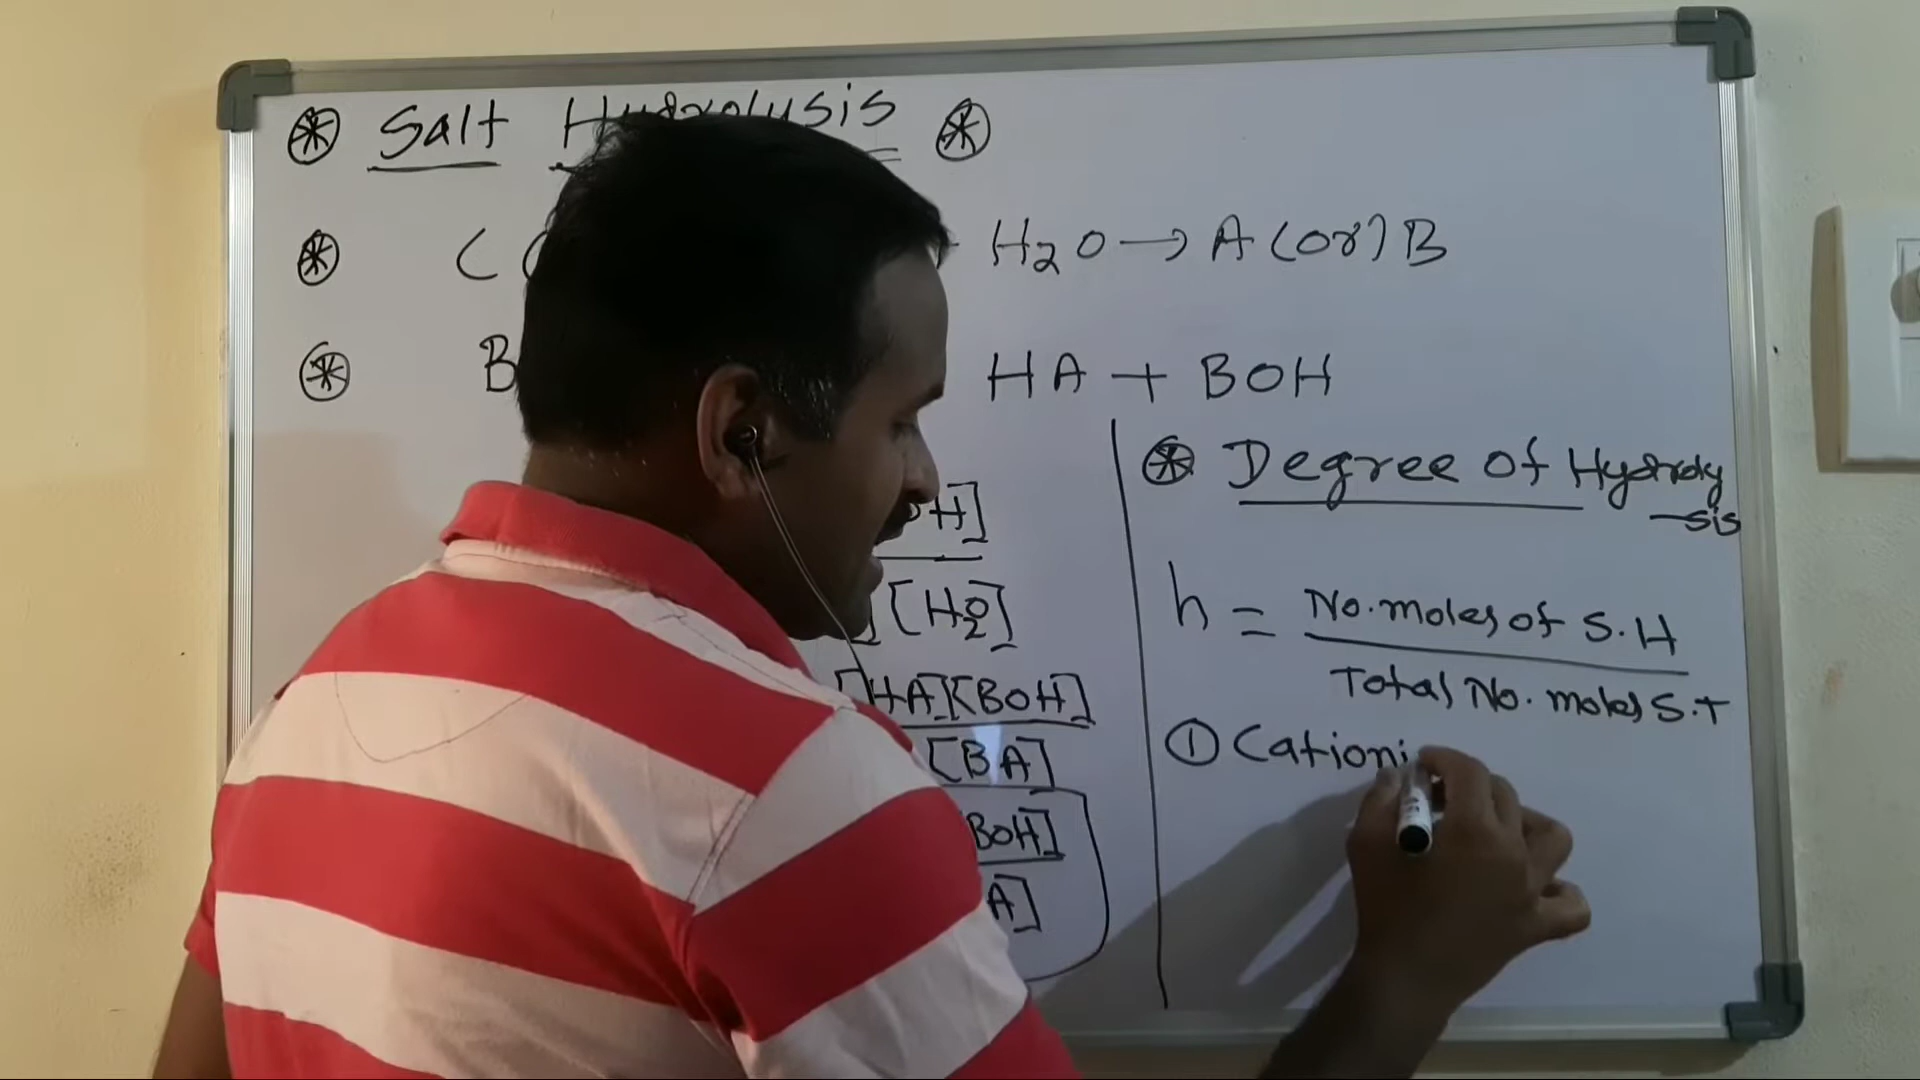 Salt Hydrolysis
H2O → A (or) B
HA + BOH
[H2O]
[HA][BOH]
[BA]
BOH]
A]
Degree of Hydroly
-sis
h = No. moles of S.H
Total No. moles S.T
① Cationi